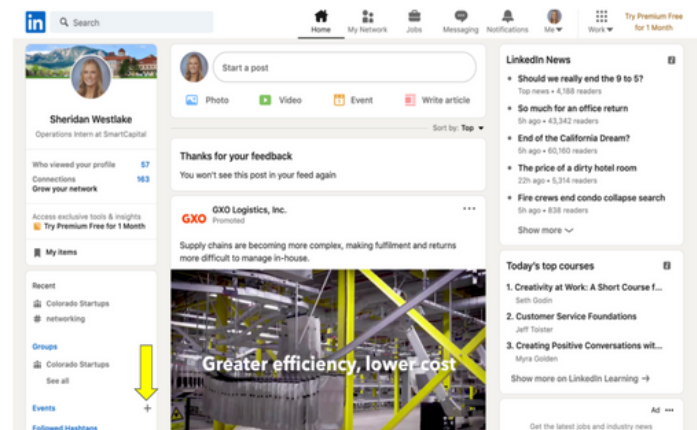 in
Search
Home
My Network
Jobs
Messaging
Notifications
Me
Work
Try Premium Free
for 1 Month
Sheridan Westlake
Operations Intern at SmartCapital
Who viewed your profile 57
Connections 163
Grow your network
Access exclusive tools & insights
Try Premium Free for 1 Month
My items
Recent
Colorado Startups
# networking
Groups
Colorado Startups
See all
Events +
Followed Hashtags
Start a post
Photo
Video
Event
Write article
Sort by: Top
Thanks for your feedback
You won't see this post in your feed again
GXO
GXO Logistics, Inc.
Promoted
Supply chains are becoming more complex, making fulfilment and returns
more difficult to manage in-house.
Greater efficiency, lower cost
LinkedIn News
Should we really end the 9 to 5?
Top news • 4,188 readers
So much for an office return
5h ago • 43,342 readers
End of the California Dream?
5h ago • 60,160 readers
The price of a dirty hotel room
22h ago • 5,314 readers
Fire crews end condo collapse search
5h ago • 838 readers
Show more
Today's top courses
1. Creativity at Work: A Short Course f...
Seth Godin
2. Customer Service Foundations
Jeff Toister
3. Creating Positive Conversations wit...
Myra Golden
Show more on LinkedIn Learning →
Ad •••
Get the latest jobs and industry news